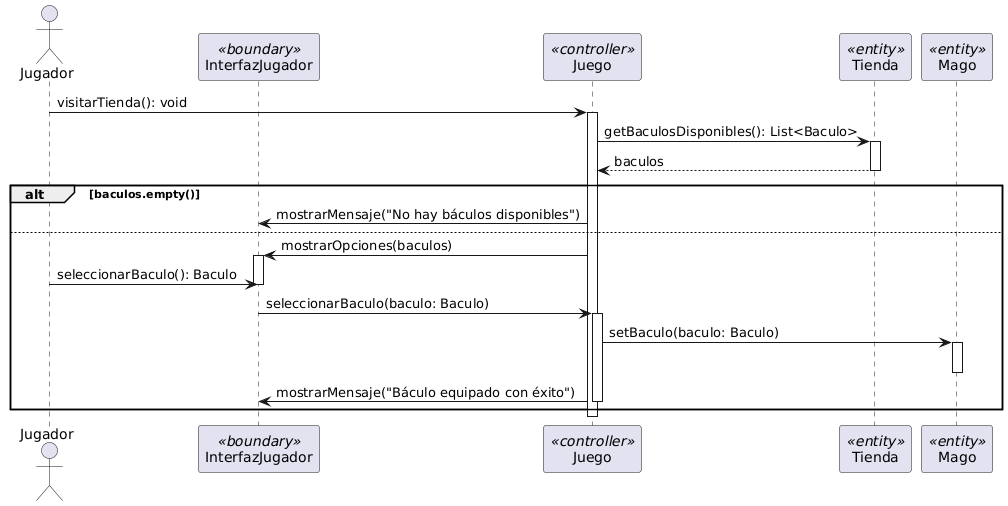 Jugador
«boundary»
InterfazJugador
«controller»
Juego
«entity»
Tienda
«entity»
Mago
visitarTienda(): void
getBaculosDisponibles(): List<Baculo>
baculos
alt [baculos.empty()]
mostrarMensaje("No hay báculos disponibles")
mostrarOpciones(baculos)
seleccionarBaculo(): Baculo
seleccionarBaculo(baculo: Baculo)
setBaculo(baculo: Baculo)
mostrarMensaje("Báculo equipado con éxito")
Jugador
«boundary»
InterfazJugador
«controller»
Juego
«entity»
Tienda
«entity»
Mago